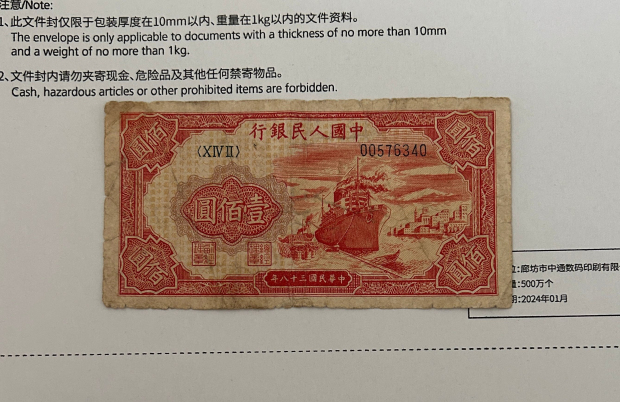 注意/Note:
1、此文件封仅限于包装厚度在10mm以内、重量在1kg以内的文件资料。
The envelope is only applicable to documents with a thickness of no more than 10mm
and a weight of no more than 1kg.
2、文件封内请勿夹寄现金、危险品及其他任何禁寄物品。
Cash, hazardous articles or other prohibited items are forbidden.
佰圓
行銀民人國中
佰圓
〈XIVⅡ〉
00576340
圓佰壹
佰圓
年八十三國民華中
佰圓
位:廊坊市中通数码印刷有限
量:500万个
期:2024年01月